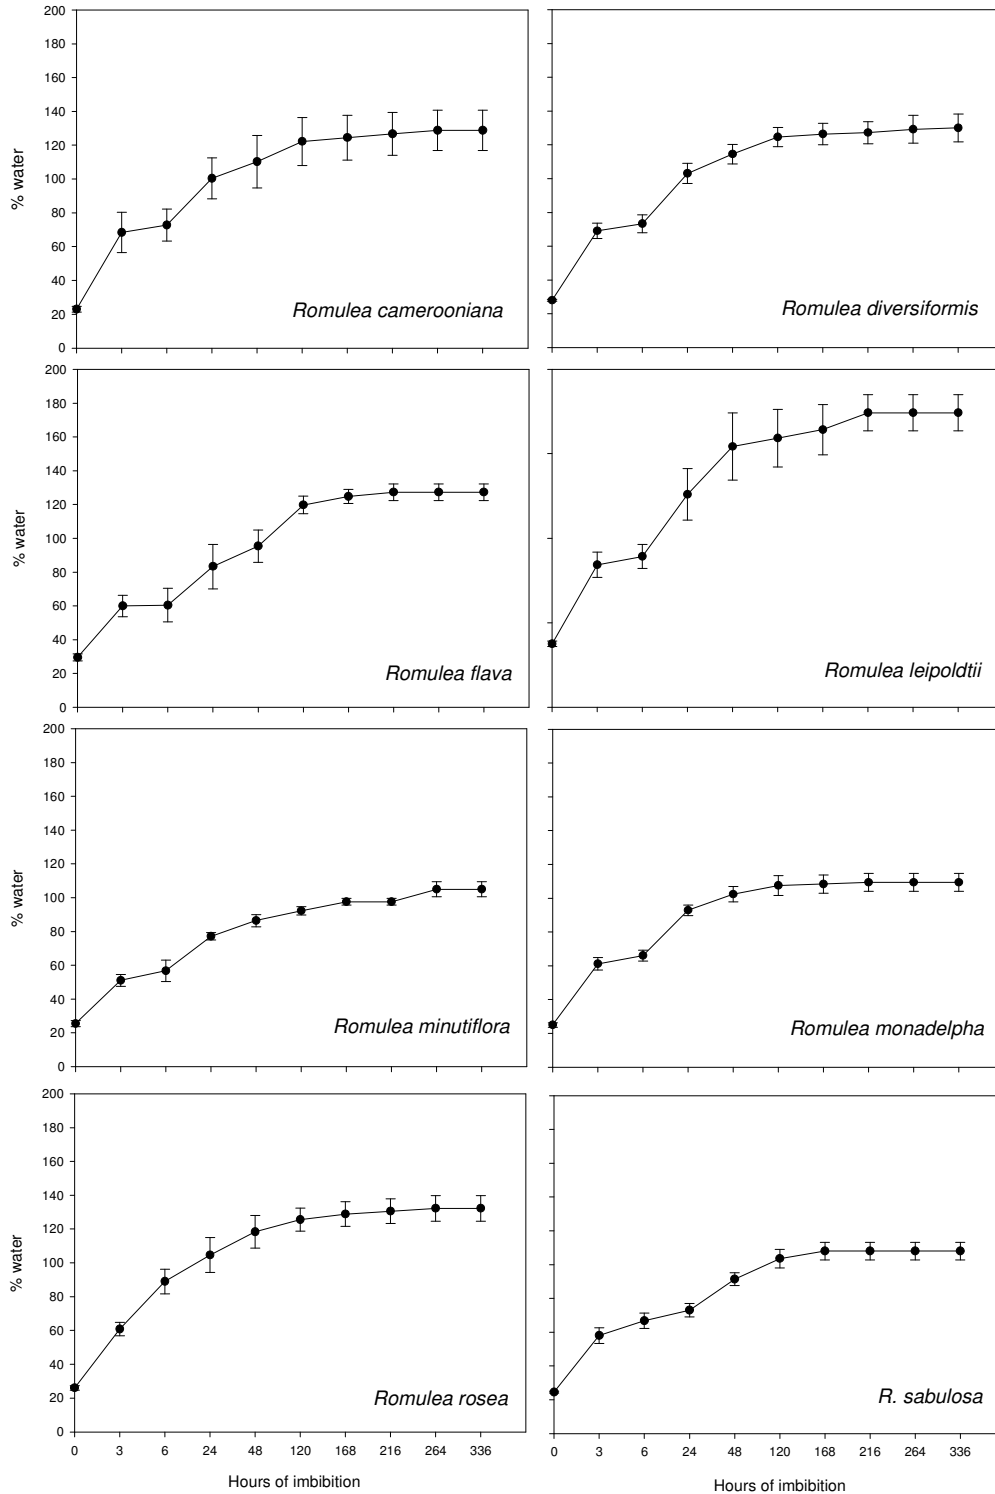 200
180
160
140
120
100
80
60
40
20
0
% water
Romulea camerooniana
Romulea diversiformis
200
180
160
140
120
100
80
60
40
20
0
% water
Romulea flava
Romulea leipoldtii
200
180
160
140
120
100
80
60
40
20
0
% water
Romulea minutiflora
Romulea monadelpha
200
180
160
140
120
100
80
60
40
20
0
% water
Romulea rosea
R. sabulosa
0 3 6 24 48 120 168 216 264 336
0 3 6 24 48 120 168 216 264 336
Hours of imbibition
Hours of imbibition